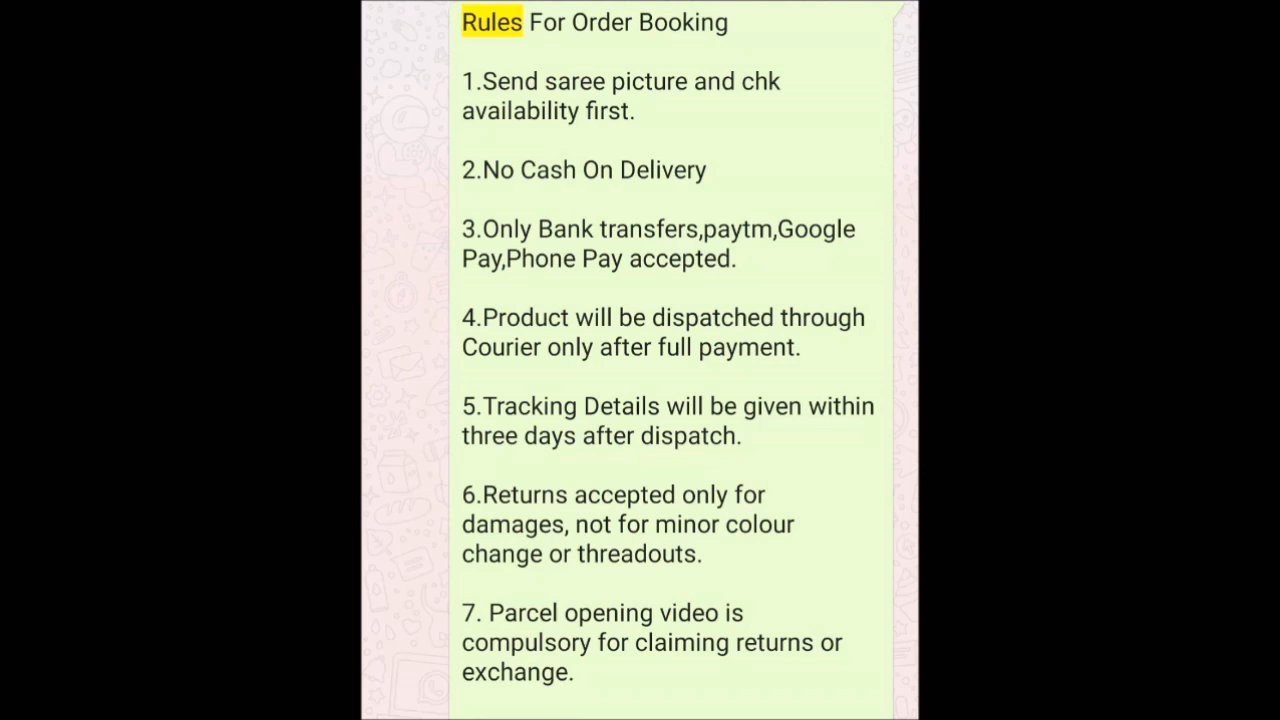 Rules For Order Booking
1.Send saree picture and chk
availability first.
2.No Cash On Delivery
3.Only Bank transfers,paytm,Google
Pay,Phone Pay accepted.
4.Product will be dispatched through
Courier only after full payment.
5.Tracking Details will be given within
three days after dispatch.
6.Returns accepted only for
damages, not for minor colour
change or threadouts.
7. Parcel opening video is
compulsory for claiming returns or
exchange.